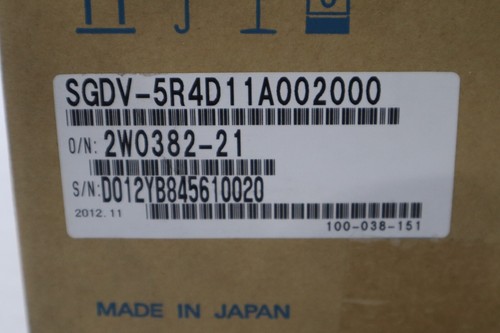 SGDV-5R4D11A002000
O/N: 2W0382-21
S/N: D012YB845610020
2012.11
100-038-151
MADE IN JAPAN